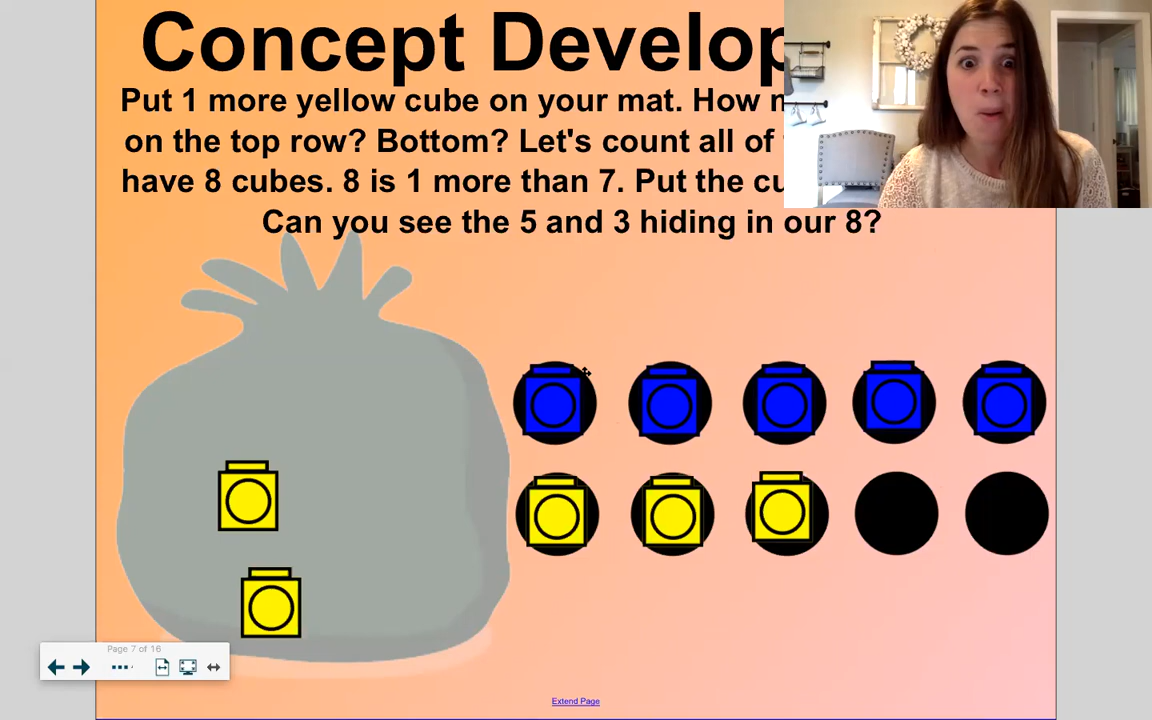 Concept Develop
Put 1 more yellow cube on your mat. How
on the top row? Bottom? Let's count all of
have 8 cubes. 8 is 1 more than 7. Put the
Can you see the 5 and 3 hiding in our 8?
Page 7 of 16
Extend Page